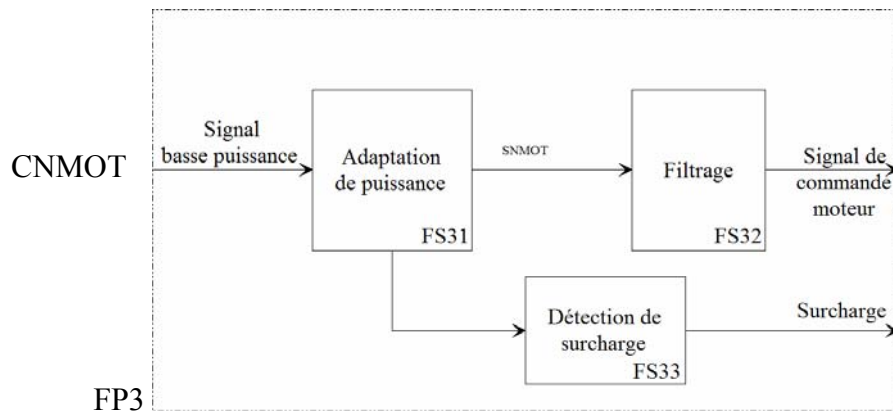 CNMOT
Signal
basse puissance
Adaptation
de puissance
FS31
SNMOT
Filtrage
FS32
Signal de
commande
moteur
Détection de
surcharge
FS33
Surcharge
FP3